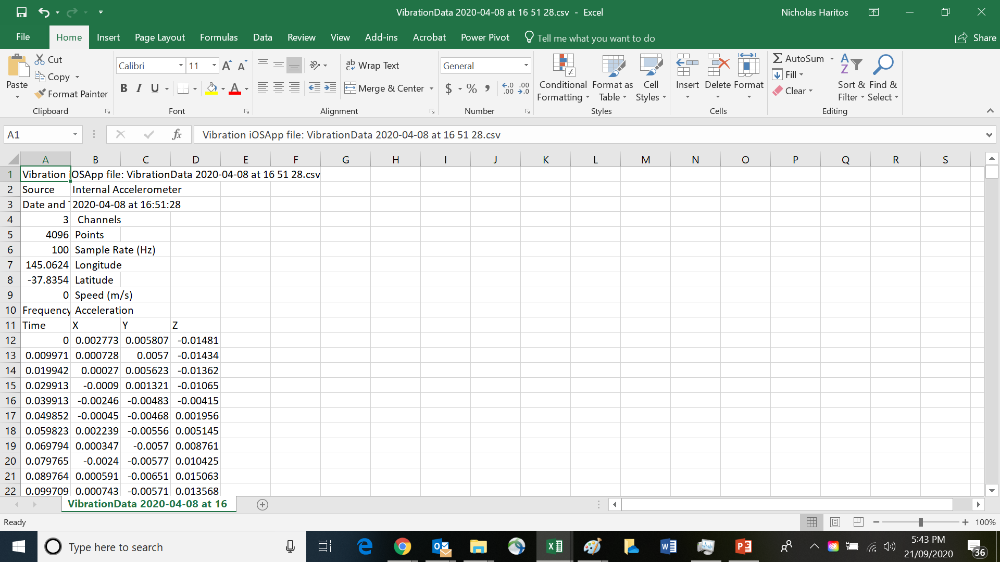 VibrationData 2020-04-08 at 16 51 28.csv - Excel
Nicholas Haritos
File Home Insert Page Layout Formulas Data Review View Add-ins Acrobat Power Pivot Tell me what you want to do Share
Paste
Cut
Copy
Format Painter
Clipboard
Calibri 11
B I U
Font
Wrap Text
Merge & Center
Alignment
General
$ % ,
Number
Conditional Formatting
Format as Table
Cell Styles
Styles
Insert Delete Format
Cells
AutoSum
Fill
Clear
Sort & Filter
Find & Select
Editing
A1 fx Vibration iOSApp file: VibrationData 2020-04-08 at 16 51 28.csv
A B C D E F G H I J K L M N O P Q R S
1 Vibration iOSApp file: VibrationData 2020-04-08 at 16 51 28.csv
2 Source Internal Accelerometer
3 Date and T 2020-04-08 at 16:51:28
4 3 Channels
5 4096 Points
6 100 Sample Rate (Hz)
7 145.0624 Longitude
8 -37.8354 Latitude
9 0 Speed (m/s)
10 Frequency Acceleration
11 Time X Y Z
12 0 0.002773 0.005807 -0.01481
13 0.009971 0.000728 0.0057 -0.01434
14 0.019942 0.00027 0.005623 -0.01362
15 0.029913 -0.0009 0.001321 -0.01065
16 0.039913 -0.00246 -0.00483 -0.00415
17 0.049852 -0.00045 -0.00468 0.001956
18 0.059823 0.002239 -0.00556 0.005145
19 0.069794 0.000347 -0.0057 0.008761
20 0.079765 -0.0024 -0.00577 0.010425
21 0.089764 0.000591 -0.00651 0.015063
22 0.099709 0.000743 -0.00571 0.013568
VibrationData 2020-04-08 at 16
Ready
100%
Type here to search
5:43 PM
21/09/2020
36